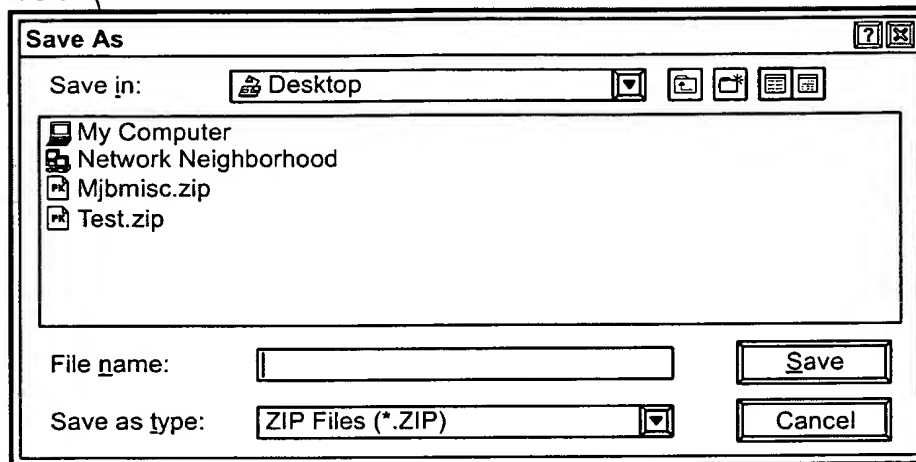 Save As
Save in: Desktop
My Computer
Network Neighborhood
Mjbmisc.zip
Test.zip
File name:
Save
Save as type: ZIP Files (*.ZIP)
Cancel